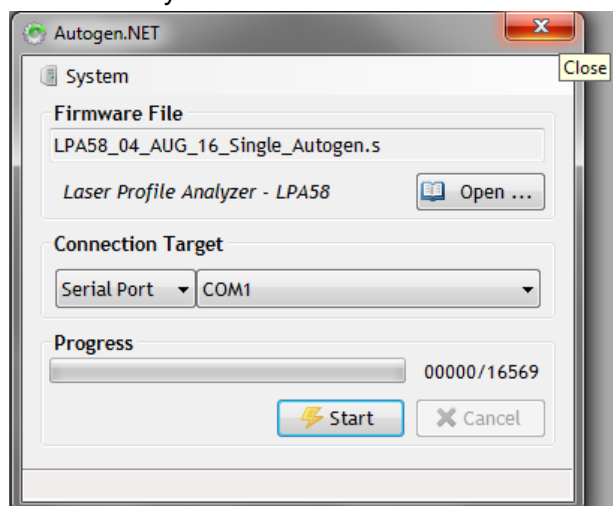 Autogen.NET
Close
System
Firmware File
LPA58_04_AUG_16_Single_Autogen.s
Laser Profile Analyzer - LPA58
Open ...
Connection Target
Serial Port COM1
Progress
00000/16569
Start Cancel